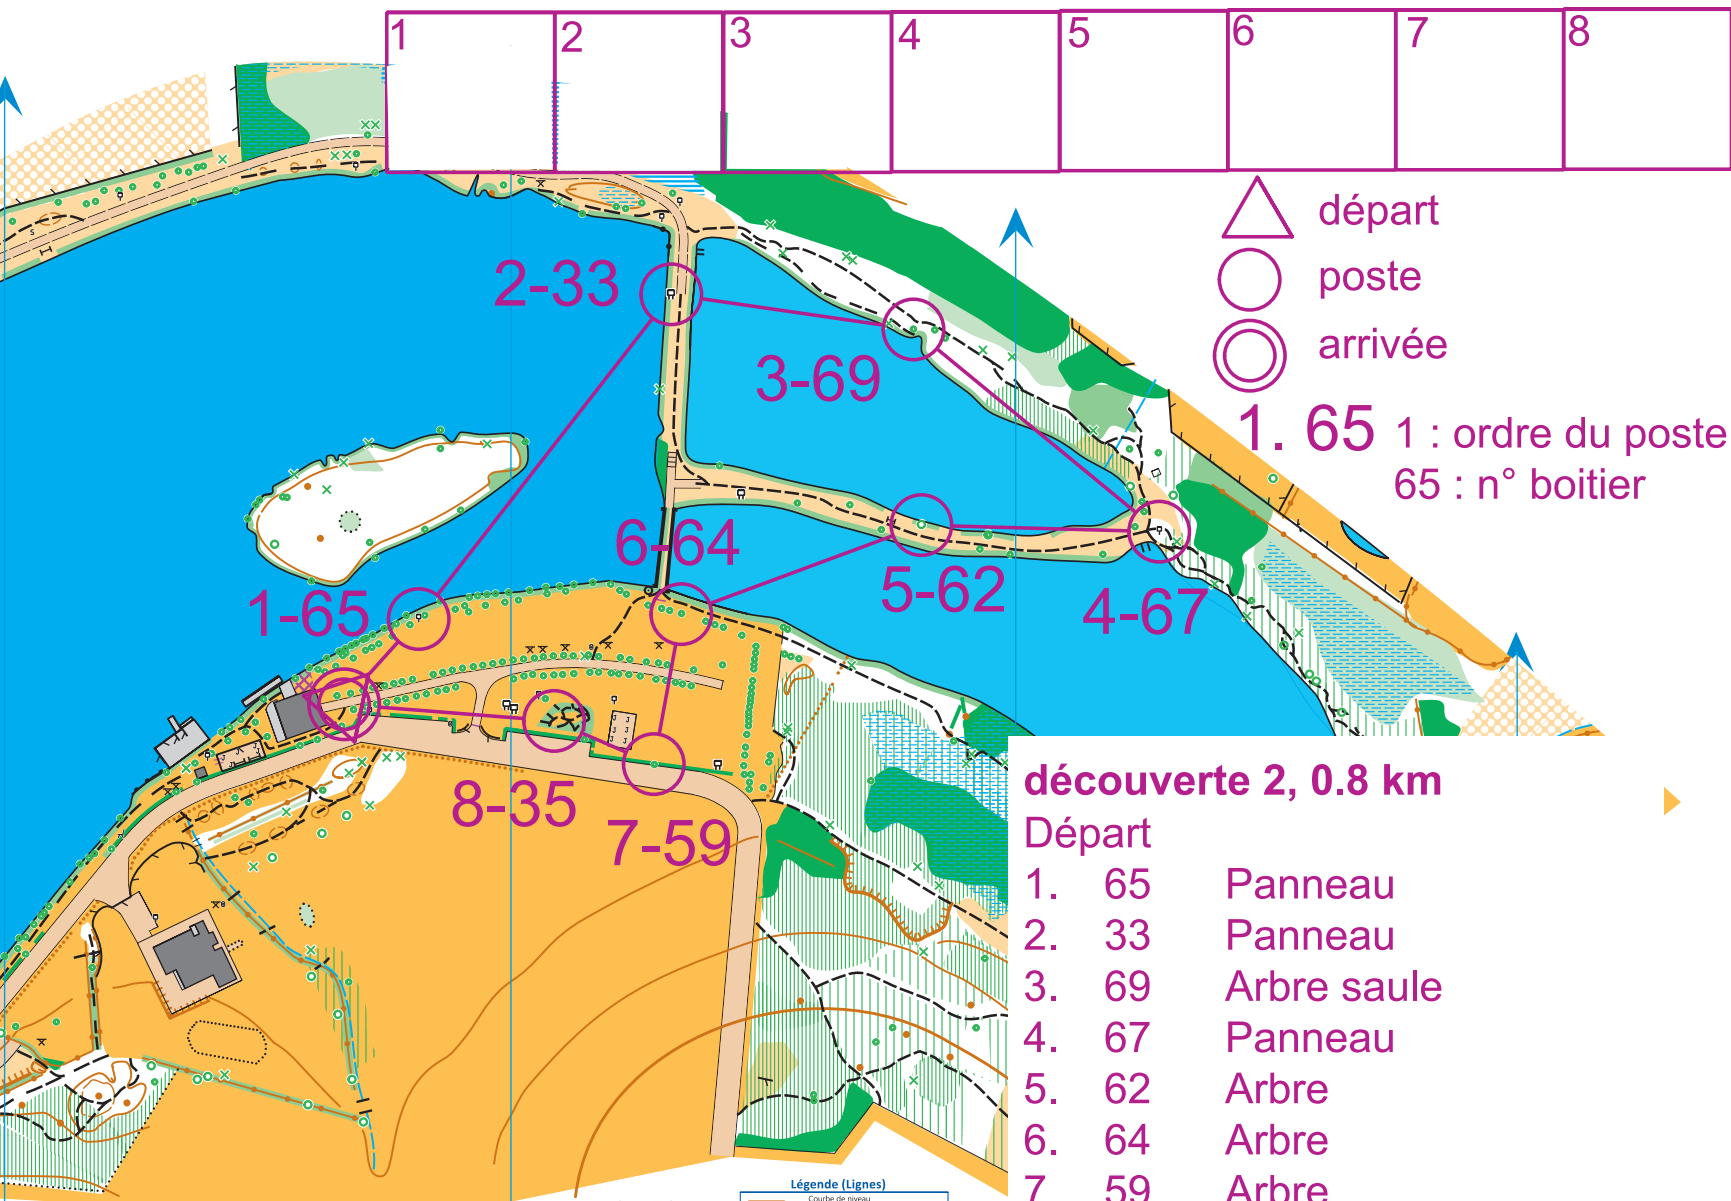 1 2 3 4 5 6 7 8
départ
poste
arrivée
1. 65 1 : ordre du poste
65 : n° boitier
2-33
3-69
6-64
1-65
5-62
4-67
8-35
7-59
découverte 2, 0.8 km
Départ
1. 65 Panneau
2. 33 Panneau
3. 69 Arbre saule
4. 67 Panneau
5. 62 Arbre
6. 64 Arbre
7 59 Arbre
Légende (Lignes)
Courbe de niveau